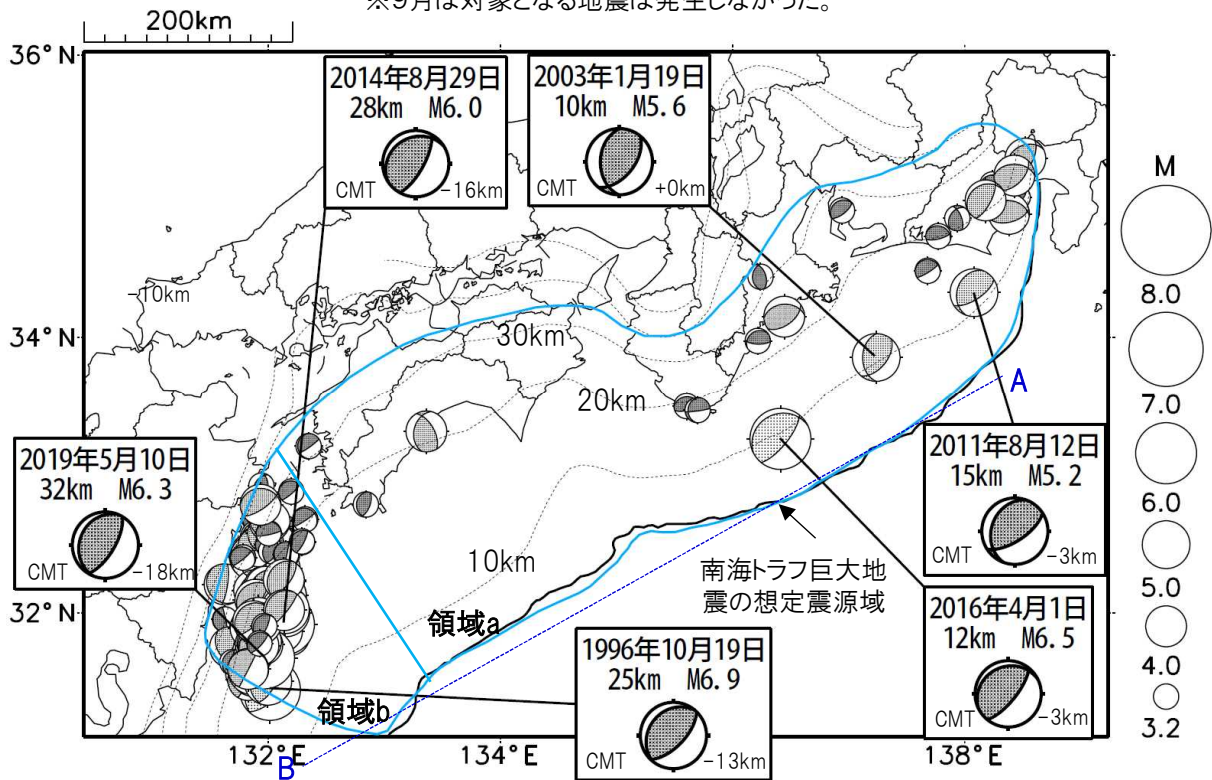 ※9月は対象となる地震は発生しなかった。
200km
36°N
34°N
32°N
132°E
134°E
138°E
2014年8月29日
28km M6.0
CMT
-16km
2003年1月19日
10km M5.6
CMT
+0km
2019年5月10日
32km M6.3
CMT
-18km
1996年10月19日
25km M6.9
CMT
-13km
2011年8月12日
15km M5.2
CMT
-3km
2016年4月1日
12km M6.5
CMT
-3km
-10km
30km
20km
10km
領域a
領域b
A
B
南海トラフ巨大地
震の想定震源域
M
8.0
7.0
6.0
5.0
4.0
3.2